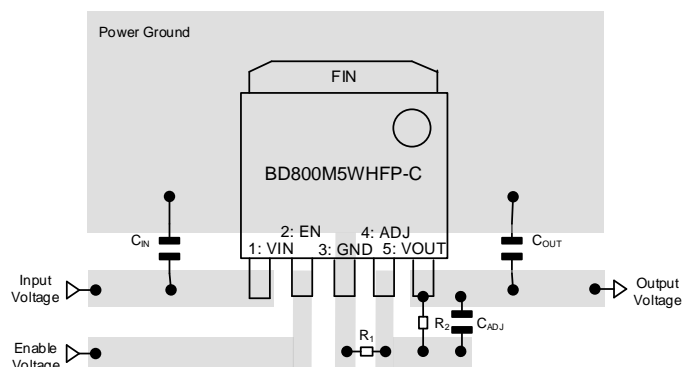 Power Ground
FIN
BD800M5WHFP-C
2: EN
4: ADJ
CIN
1: VIN
3: GND
5: VOUT
COUT
Input
Voltage
Output
Voltage
R2
CADJ
R1
Enable
Voltage